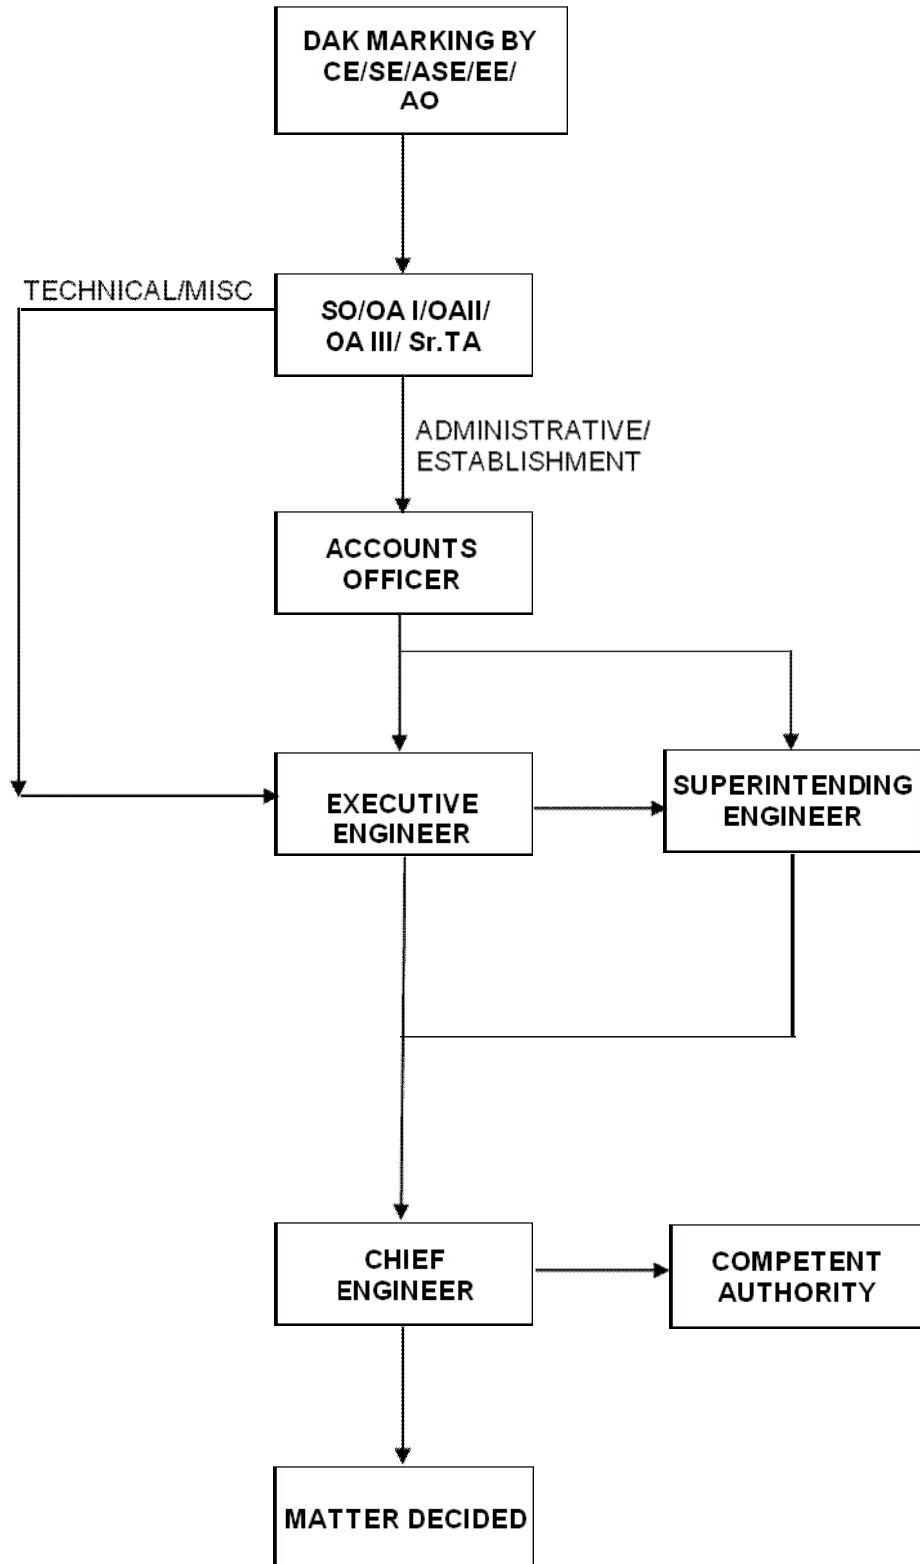 DAK MARKING BY
CE/SE/ASE/EE/
AO
TECHNICAL/MISC
SO/OA I/OAII/
OA III/ Sr.TA
ADMINISTRATIVE/
ESTABLISHMENT
ACCOUNTS
OFFICER
EXECUTIVE
ENGINEER
SUPERINTENDING
ENGINEER
CHIEF
ENGINEER
COMPETENT
AUTHORITY
MATTER DECIDED